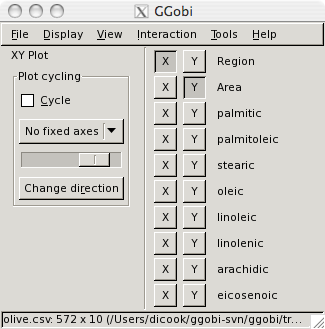 GGobi
File Display View Interaction Tools Help
XY Plot
Plot cycling
Cycle
No fixed axes
Change direction
X Y Region
X Y Area
X Y palmitic
X Y palmitoleic
X Y stearic
X Y oleic
X Y linoleic
X Y linolenic
X Y arachidic
X Y eicosenoic
olive.csv: 572 x 10 (/Users/dicook/ggobi-svn/ggobi/tr...